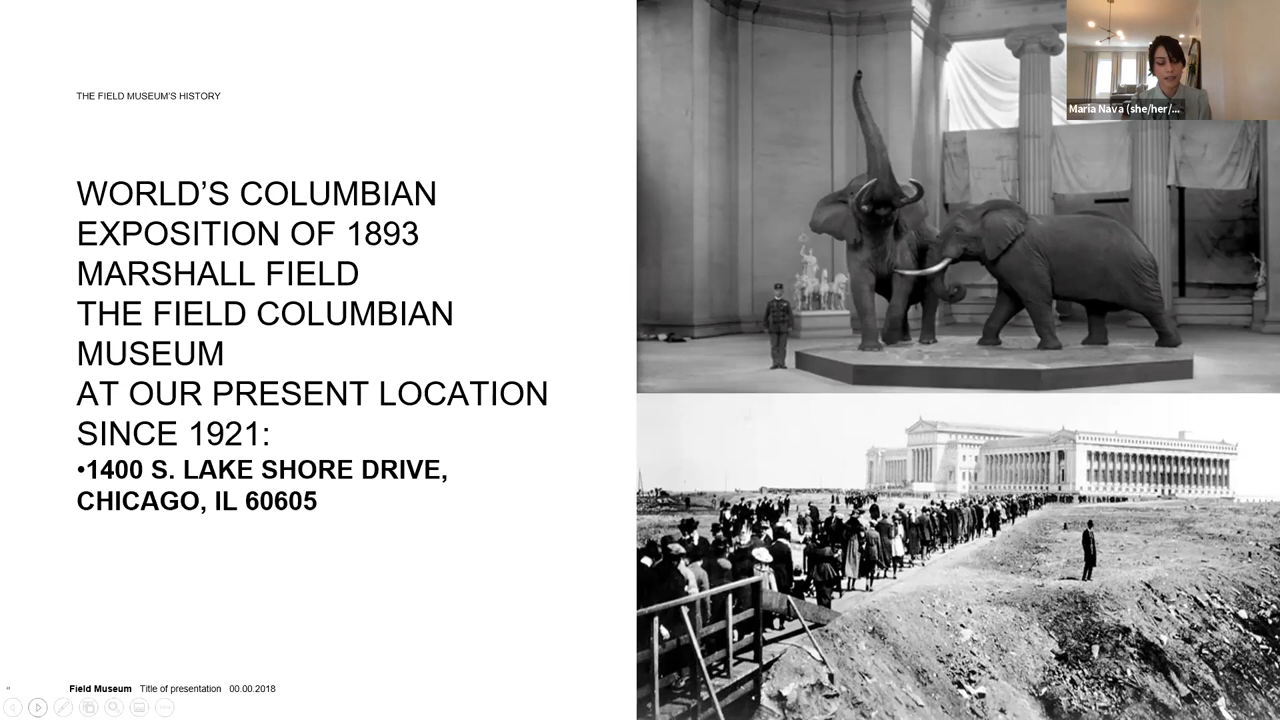 THE FIELD MUSEUM'S HISTORY
WORLD’S COLUMBIAN
EXPOSITION OF 1893
MARSHALL FIELD
THE FIELD COLUMBIAN
MUSEUM
AT OUR PRESENT LOCATION
SINCE 1921:
•1400 S. LAKE SHORE DRIVE,
CHICAGO, IL 60605
Maria Nava (she/her/...
Field Museum Title of presentation 00.00.2018